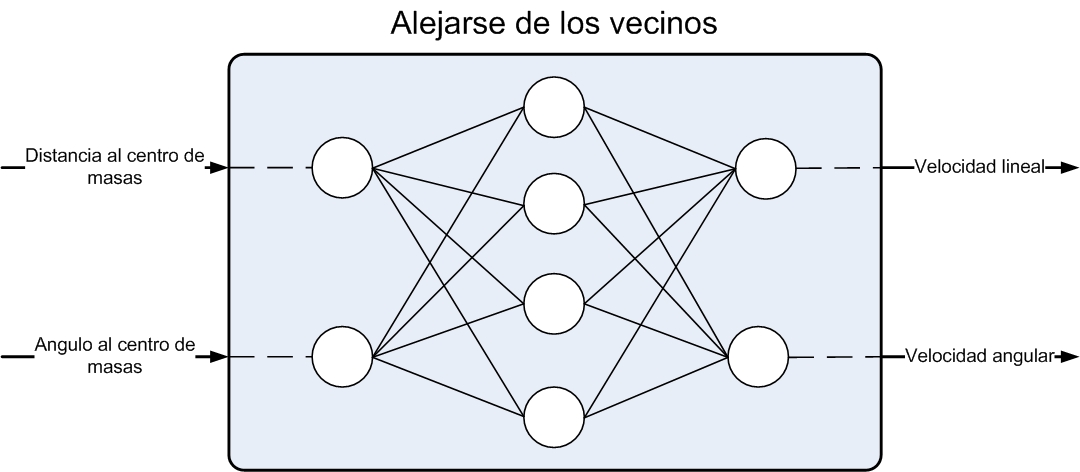 Alejarse de los vecinos
Distancia al centro de
masas
Velocidad lineal
Angulo al centro de
masas
Velocidad angular